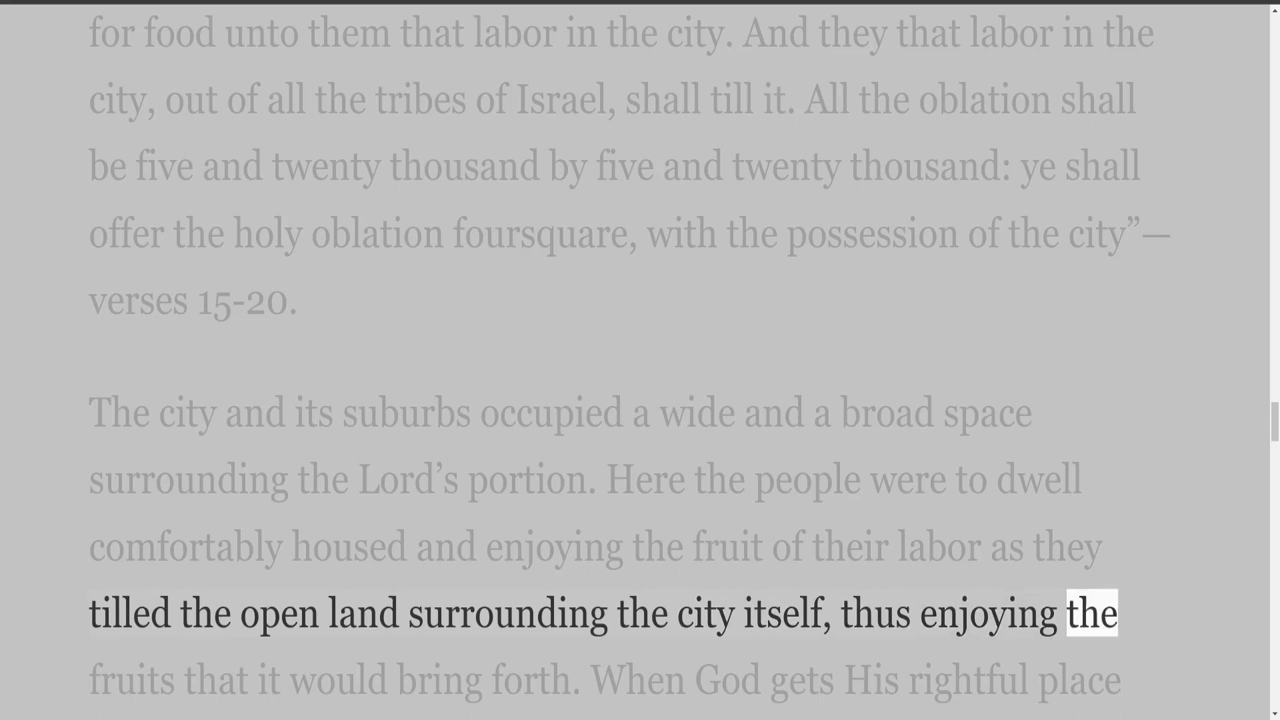 for food unto them that labor in the city. And they that labor in the
city, out of all the tribes of Israel, shall till it. All the oblation shall
be five and twenty thousand by five and twenty thousand: ye shall
offer the holy oblation foursquare, with the possession of the city”—
verses 15-20.
The city and its suburbs occupied a wide and a broad space
surrounding the Lord’s portion. Here the people were to dwell
comfortably housed and enjoying the fruit of their labor as they
tilled the open land surrounding the city itself, thus enjoying the
fruits that it would bring forth. When God gets His rightful place